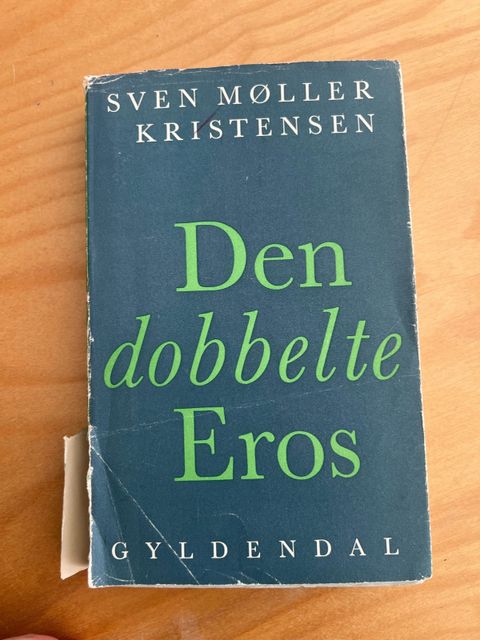 SVEN MØLLER
KRISTENSEN
Den
dobbelte
Eros
GYLDENDAL